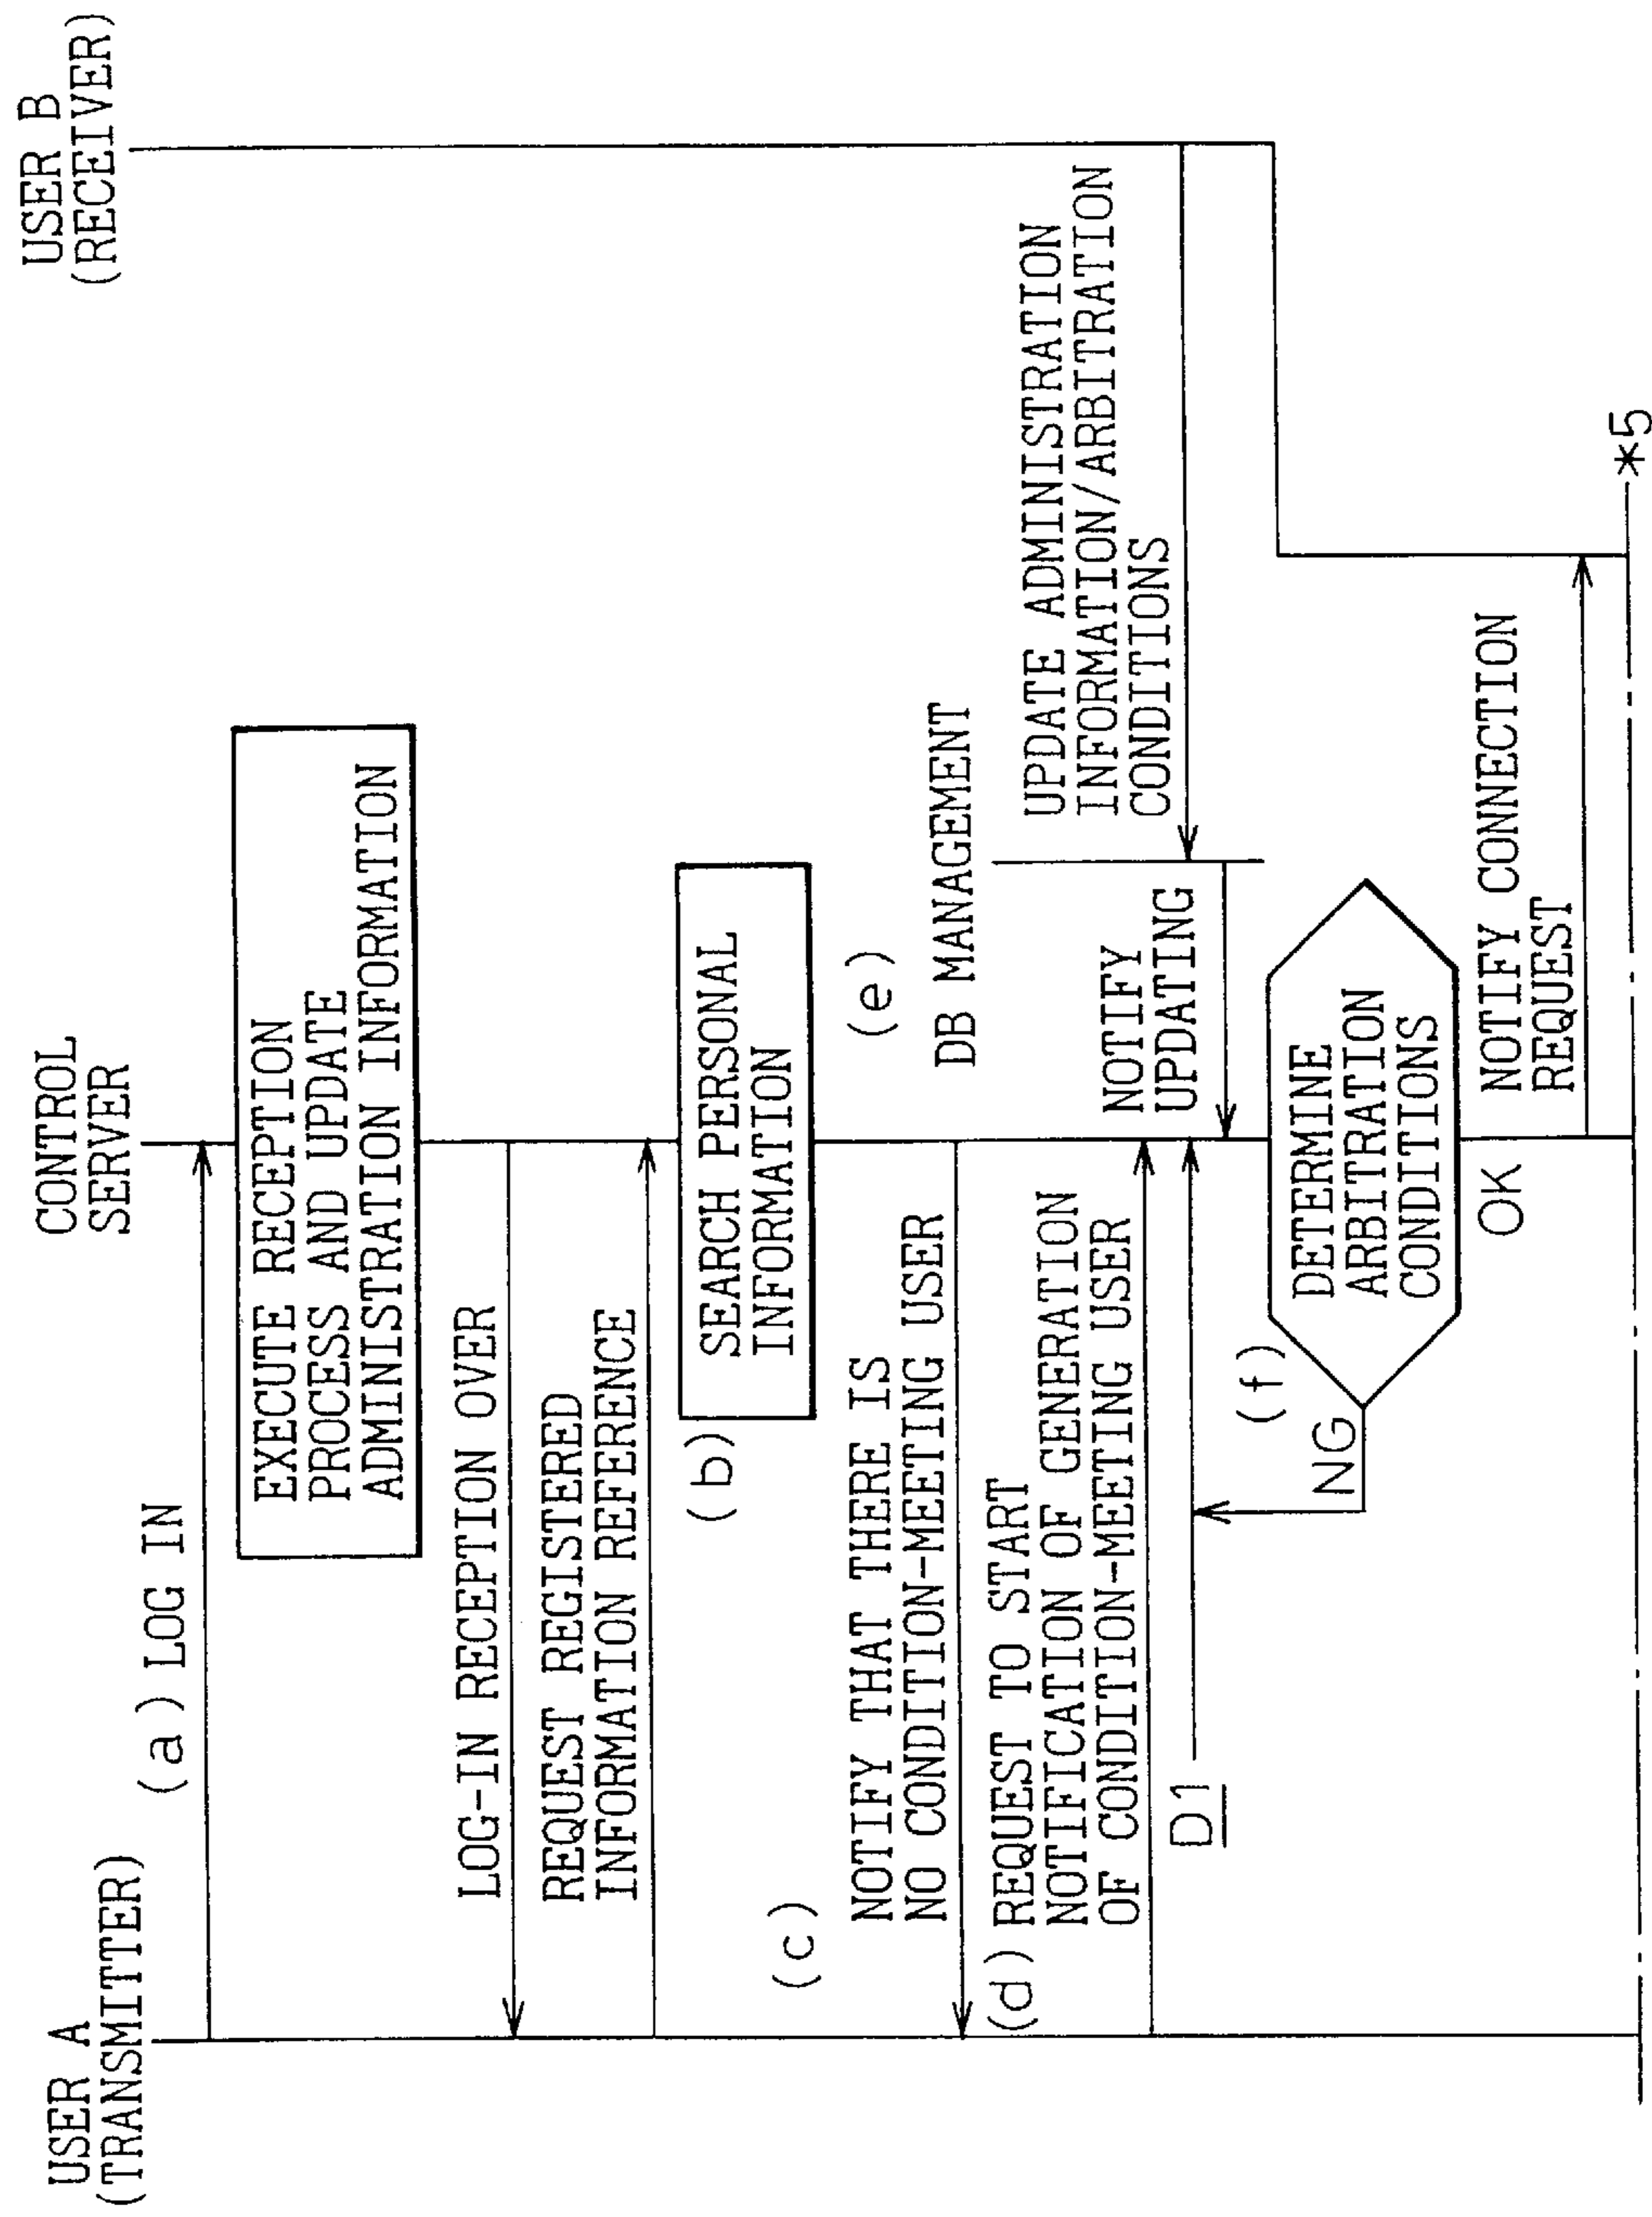 USER A
(TRANSMITTER)
CONTROL
SERVER
USER B
(RECEIVER)
(a) LOG IN
EXECUTE RECEPTION
PROCESS AND UPDATE
ADMINISTRATION INFORMATION
LOG-IN RECEPTION OVER
REQUEST REGISTERED
INFORMATION REFERENCE
(b)
SEARCH PERSONAL
INFORMATION
(c)
NOTIFY THAT THERE IS
NO CONDITION-MEETING USER
(e)
DB MANAGEMENT
(d) REQUEST TO START
NOTIFICATION OF GENERATION
OF CONDITION-MEETING USER
UPDATE ADMINISTRATION
INFORMATION/ARBITRATION
CONDITIONS
NOTIFY
UPDATING
D1
(f)
DETERMINE
ARBITRATION
CONDITIONS
NG
OK
NOTIFY CONNECTION
REQUEST
*5